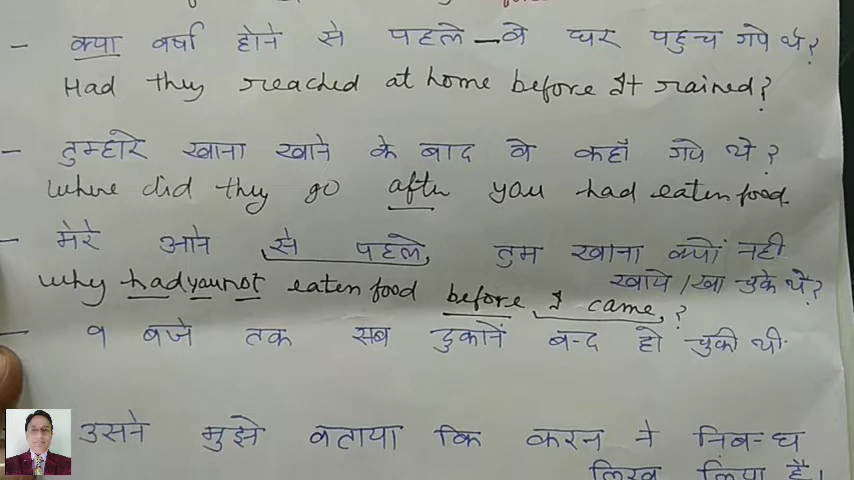 – क्या वर्षा होने से पहले – वे घर पहुच गये थे?
Had they reached at home before It rained?
– तुम्हारे खाना खाने के बाद वे कहाँ गये थे?
Where did they go after you had eaten food.
– मेरे आने से पहले, तुम खाना क्यों नही
खाये / खा चुके थे?
Why had you not eaten food before I came,?
– 9 बजे तक सब दुकानें बन्द हो चुकी थी.
उसने मुझे बताया कि करन ने निबन्ध
लिख लिया है।